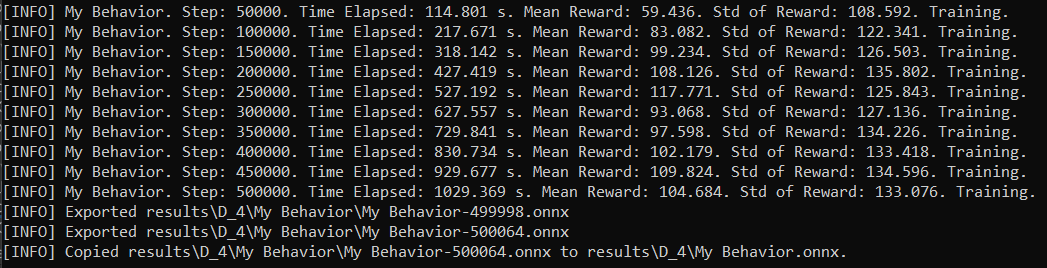 [INFO] My Behavior. Step: 50000. Time Elapsed: 114.801 s. Mean Reward: 59.436. Std of Reward: 108.592. Training.
[INFO] My Behavior. Step: 100000. Time Elapsed: 217.671 s. Mean Reward: 83.082. Std of Reward: 122.341. Training.
[INFO] My Behavior. Step: 150000. Time Elapsed: 318.142 s. Mean Reward: 99.234. Std of Reward: 126.503. Training.
[INFO] My Behavior. Step: 200000. Time Elapsed: 427.419 s. Mean Reward: 108.126. Std of Reward: 135.802. Training.
[INFO] My Behavior. Step: 250000. Time Elapsed: 527.192 s. Mean Reward: 117.771. Std of Reward: 125.843. Training.
[INFO] My Behavior. Step: 300000. Time Elapsed: 627.557 s. Mean Reward: 93.068. Std of Reward: 127.136. Training.
[INFO] My Behavior. Step: 350000. Time Elapsed: 729.841 s. Mean Reward: 97.598. Std of Reward: 134.226. Training.
[INFO] My Behavior. Step: 400000. Time Elapsed: 830.734 s. Mean Reward: 102.179. Std of Reward: 133.418. Training.
[INFO] My Behavior. Step: 450000. Time Elapsed: 929.677 s. Mean Reward: 109.824. Std of Reward: 134.596. Training.
[INFO] My Behavior. Step: 500000. Time Elapsed: 1029.369 s. Mean Reward: 104.684. Std of Reward: 133.076. Training.
[INFO] Exported results\D_4\My Behavior\My Behavior-499998.onnx
[INFO] Exported results\D_4\My Behavior\My Behavior-500064.onnx
[INFO] Copied results\D_4\My Behavior\My Behavior-500064.onnx to results\D_4\My Behavior.onnx.